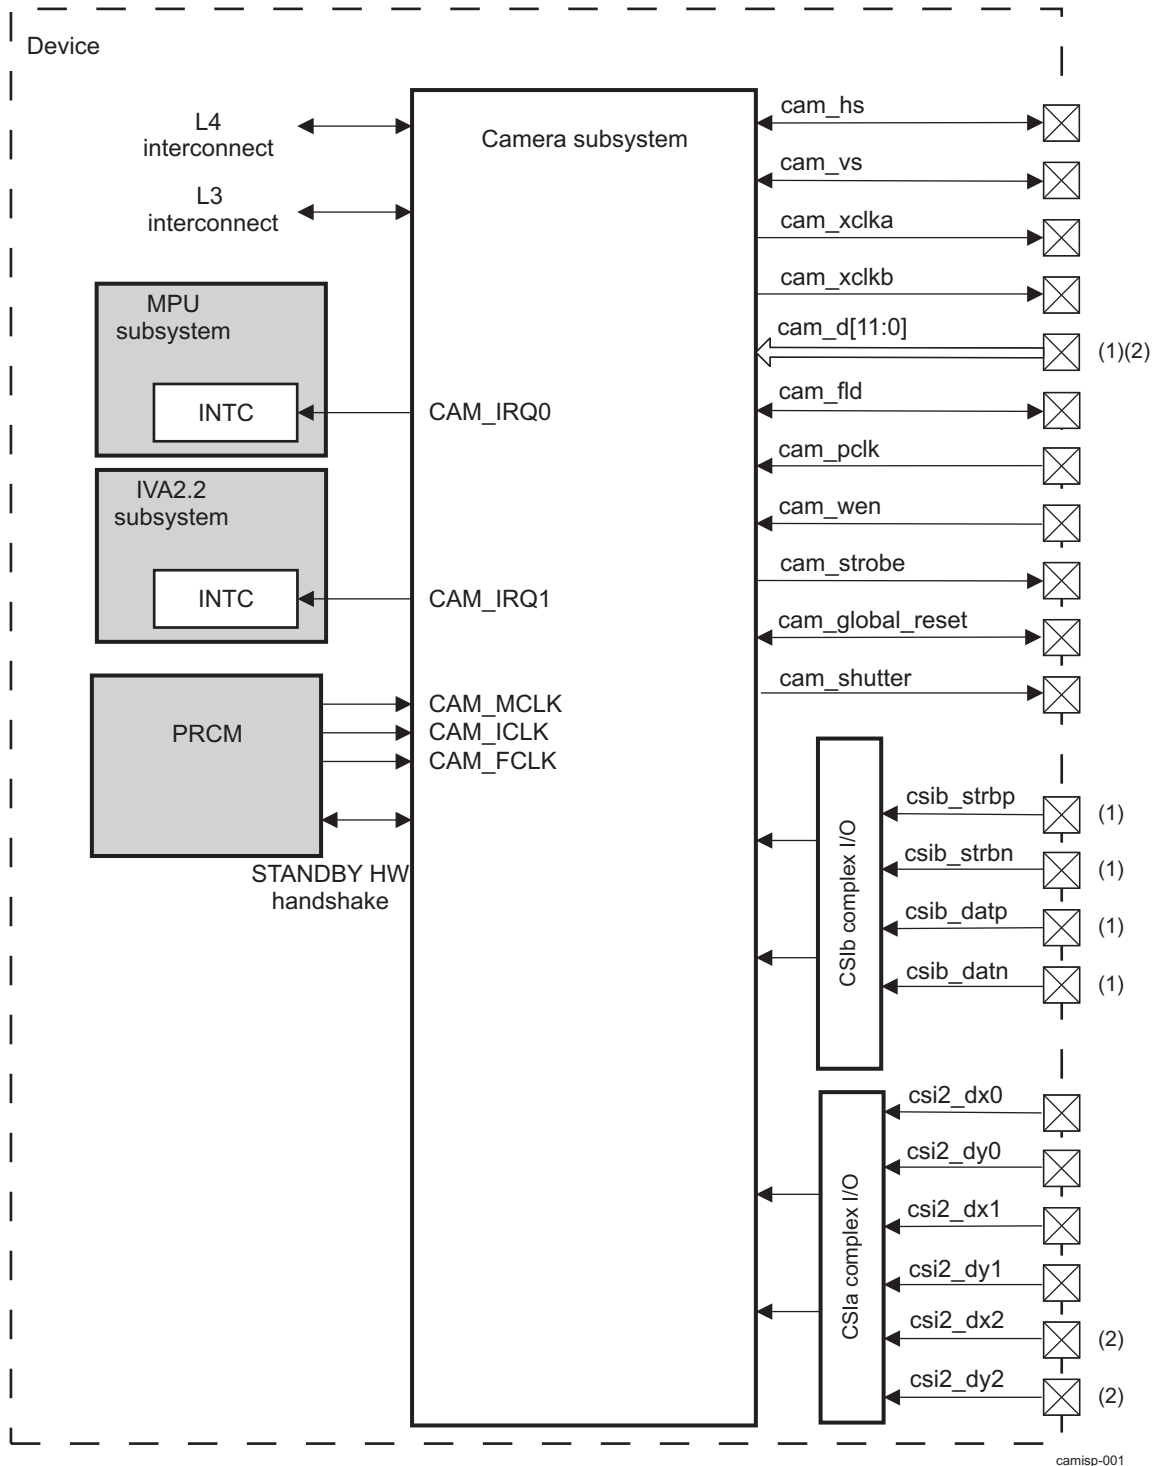 Device
L4
interconnect
L3
interconnect
MPU
subsystem
INTC
IVA2.2
subsystem
INTC
PRCM
STANDBY HW
handshake
Camera subsystem
CAM_IRQ0
CAM_IRQ1
CAM_MCLK
CAM_ICLK
CAM_FCLK
cam_hs
cam_vs
cam_xclka
cam_xclkb
cam_d[11:0]
(1)(2)
cam_fld
cam_pclk
cam_wen
cam_strobe
cam_global_reset
cam_shutter
CSIb complex I/O
csib_strbp
(1)
csib_strbn
(1)
csib_datp
(1)
csib_datn
(1)
CSIa complex I/O
csi2_dx0
csi2_dy0
csi2_dx1
csi2_dy1
csi2_dx2
(2)
csi2_dy2
(2)
camisp-001